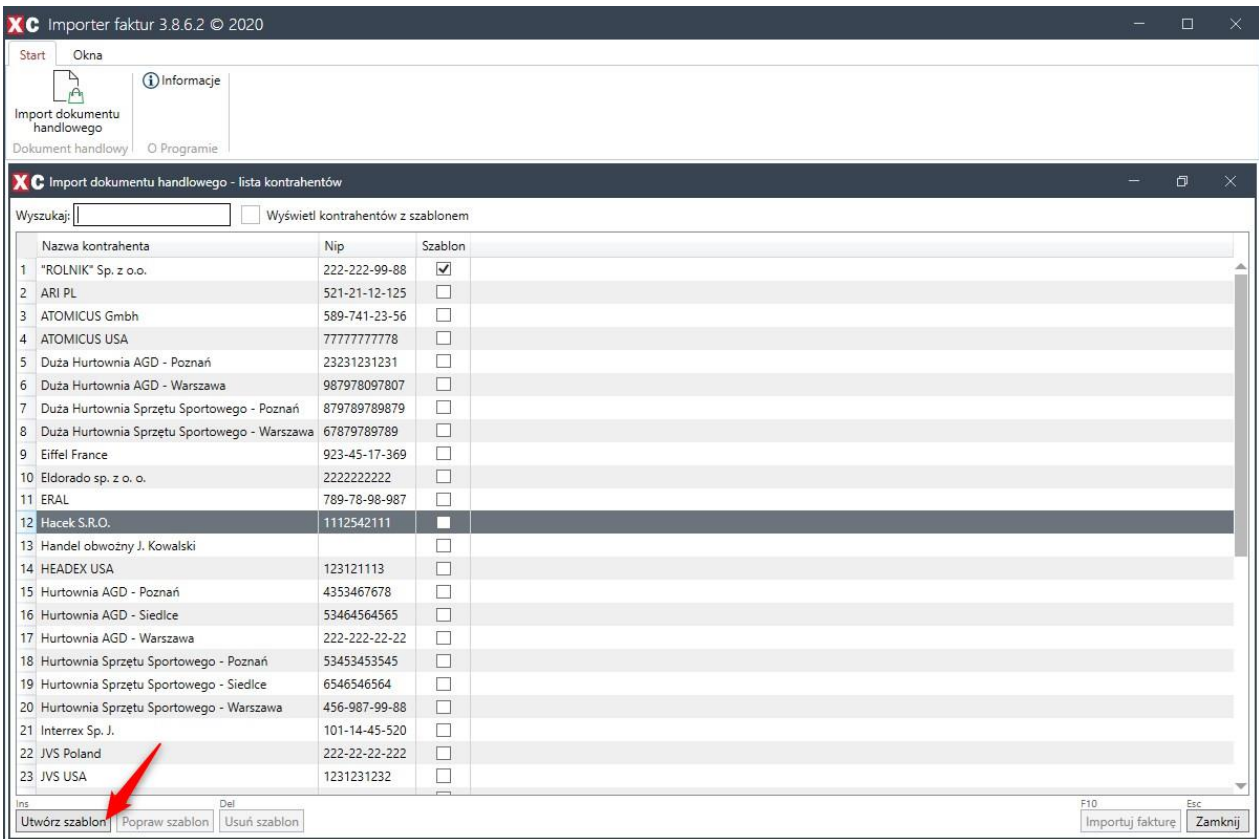 XC Importer faktur 3.8.6.2 © 2020
Start Okna
Import dokumentu
handlowego
Informacje
Dokument handlowy O Programie
XC Import dokumentu handlowego - lista kontrahentów
Wyszukaj: Wyświetl kontrahentów z szablonem
Nazwa kontrahenta Nip Szablon
1 "ROLNIK" Sp. z o.o. 222-222-99-88
2 ARI PL 521-21-12-125
3 ATOMICUS Gmbh 589-741-23-56
4 ATOMICUS USA 77777777778
5 Duża Hurtownia AGD - Poznań 23231231231
6 Duża Hurtownia AGD - Warszawa 987978097807
7 Duża Hurtownia Sprzętu Sportowego - Poznań 879789789879
8 Duża Hurtownia Sprzętu Sportowego - Warszawa 67879789789
9 Eiffel France 923-45-17-369
10 Eldorado sp. z o. o. 2222222222
11 ERAL 789-78-98-987
12 Hacek S.R.O. 1112542111
13 Handel obwożny J. Kowalski
14 HEADEX USA 123121113
15 Hurtownia AGD - Poznań 4353467678
16 Hurtownia AGD - Siedlce 53464564565
17 Hurtownia AGD - Warszawa 222-222-22-22
18 Hurtownia Sprzętu Sportowego - Poznań 53453453545
19 Hurtownia Sprzętu Sportowego - Siedlce 6546546564
20 Hurtownia Sprzętu Sportowego - Warszawa 456-987-99-88
21 Interrex Sp. J. 101-14-45-520
22 JVS Poland 222-22-22-222
23 JVS USA 1231231232
Ins Del F10 Esc
Utwórz szablon Popraw szablon Usuń szablon Importuj fakturę Zamknij